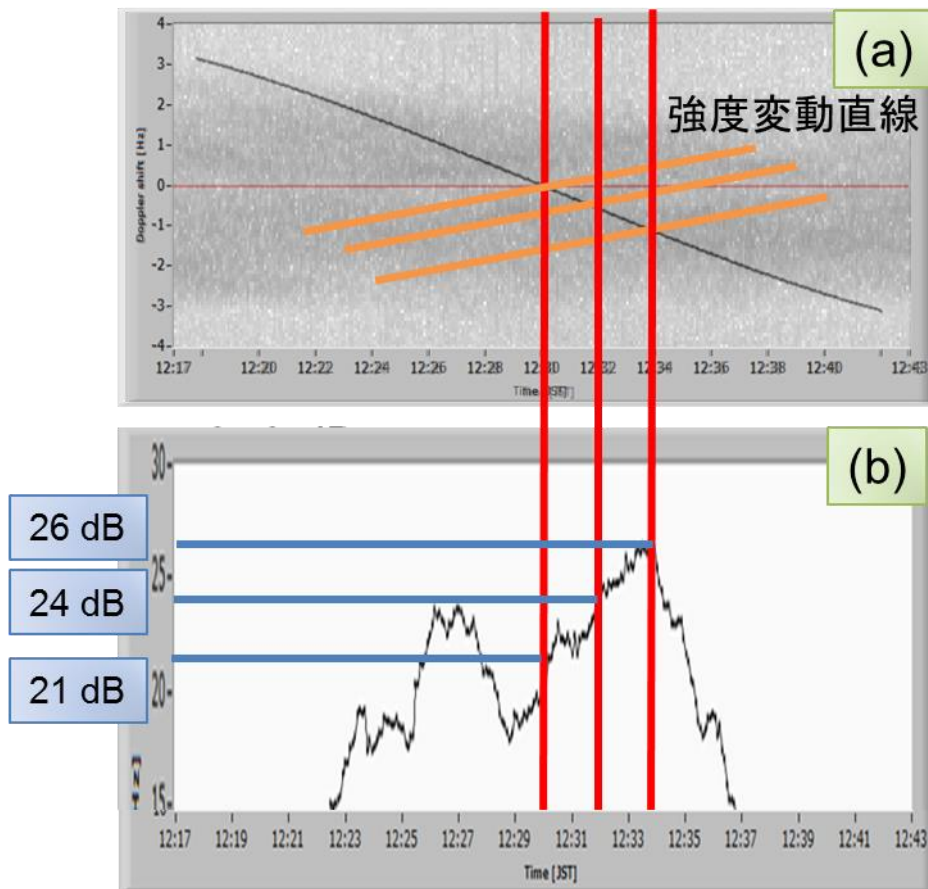 (a)
強度変動直線
Doppler shift [Hz]
4
3
2
1
0
-1
-2
-3
-4
12:17 12:20 12:22 12:24 12:26 12:28 12:30 12:32 12:34 12:36 12:38 12:40 12:43
Time [JST]
(b)
30
25
20
15
26 dB
24 dB
21 dB
12:17 12:19 12:21 12:23 12:25 12:27 12:29 12:31 12:33 12:35 12:37 12:39 12:41 12:43
Time [JST]